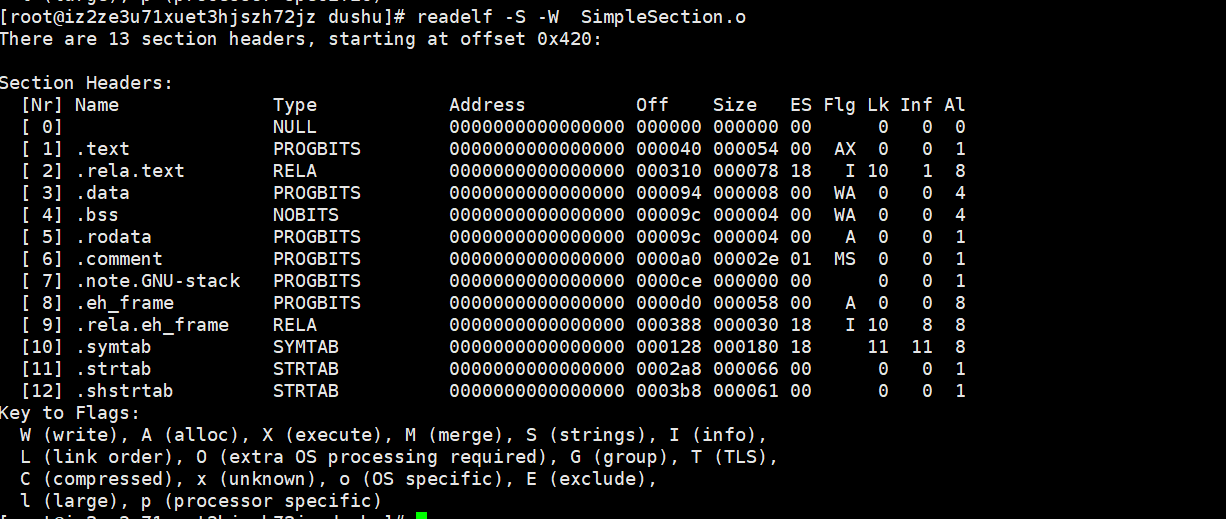 [root@iz2ze3u71xuet3hjszh72jz dushu]# readelf -S -W  SimpleSection.o
There are 13 section headers, starting at offset 0x420:
Section Headers:
  [Nr] Name              Type            Address          Off    Size   ES Flg Lk Inf Al
  [ 0]                   NULL            0000000000000000 000000 000000 00      0   0  0
  [ 1] .text             PROGBITS        0000000000000000 000040 000054 00  AX  0   0  1
  [ 2] .rela.text        RELA            0000000000000000 000310 000078 18   I 10   1  8
  [ 3] .data             PROGBITS        0000000000000000 000094 000008 00  WA  0   0  4
  [ 4] .bss              NOBITS          0000000000000000 00009c 000004 00  WA  0   0  4
  [ 5] .rodata           PROGBITS        0000000000000000 00009c 000004 00   A  0   0  1
  [ 6] .comment          PROGBITS        0000000000000000 0000a0 00002e 01  MS  0   0  1
  [ 7] .note.GNU-stack   PROGBITS        0000000000000000 0000ce 000000 00      0   0  1
  [ 8] .eh_frame         PROGBITS        0000000000000000 0000d0 000058 00   A  0   0  8
  [ 9] .rela.eh_frame    RELA            0000000000000000 000388 000030 18   I 10   8  8
  [10] .symtab           SYMTAB          0000000000000000 000128 000180 18     11  11  8
  [11] .strtab           STRTAB          0000000000000000 0002a8 000066 00      0   0  1
  [12] .shstrtab         STRTAB          0000000000000000 0003b8 000061 00      0   0  1
Key to Flags:
  W (write), A (alloc), X (execute), M (merge), S (strings), I (info),
  L (link order), O (extra OS processing required), G (group), T (TLS),
  C (compressed), x (unknown), o (OS specific), E (exclude),
  l (large), p (processor specific)